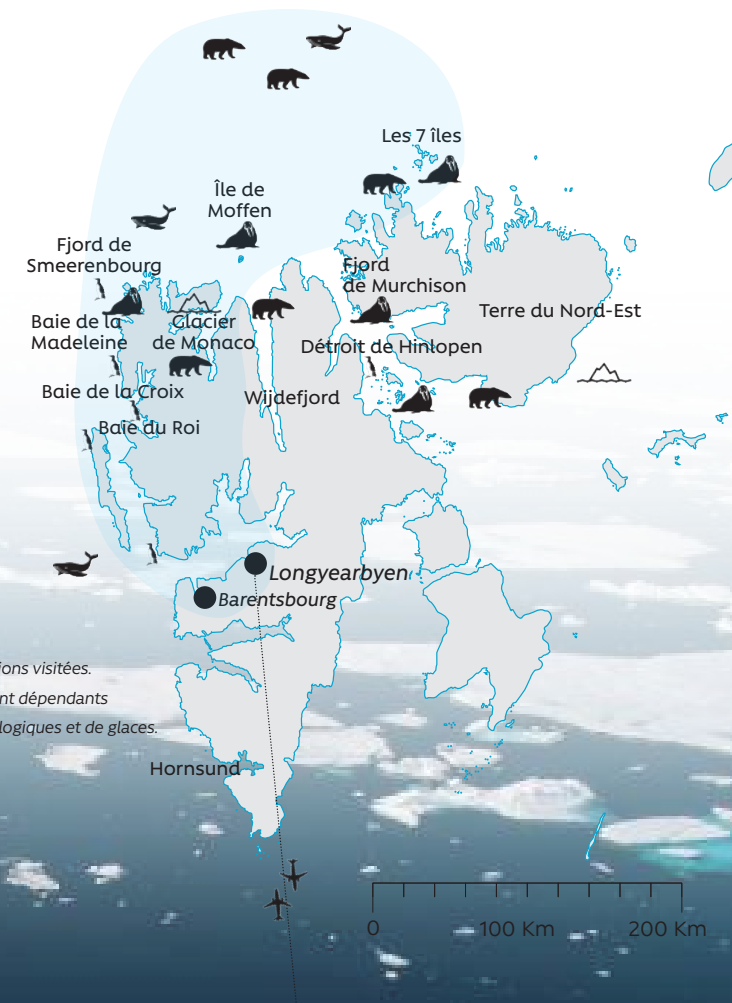 Les 7 îles
Île de
Moffen
Fjord de
Smeerenbourg
Fjord
de Murchison
Terre du Nord-Est
Baie de la
Madeleine
Glacier
de Monaco
Détroit de Hinlopen
Baie de la Croix
Wijdefjord
Baie du Roi
Longyearbyen
Barentsbourg
ions visitées.
nt dépendants
logiques et de glaces.
Hornsund
0 100 Km 200 Km